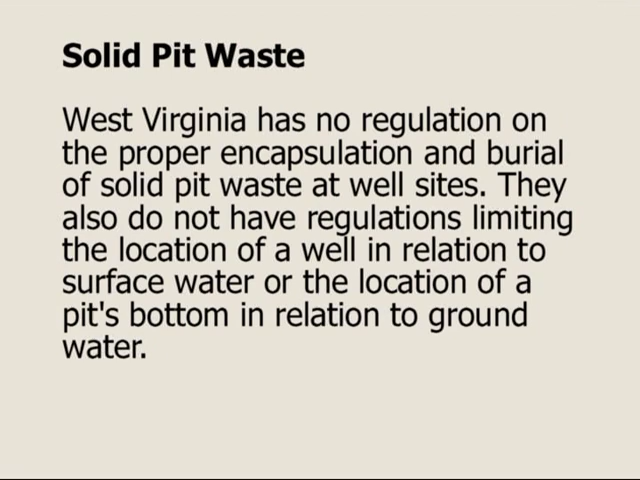 Solid Pit Waste
West Virginia has no regulation on
the proper encapsulation and burial
of solid pit waste at well sites. They
also do not have regulations limiting
the location of a well in relation to
surface water or the location of a
pit's bottom in relation to ground
water.